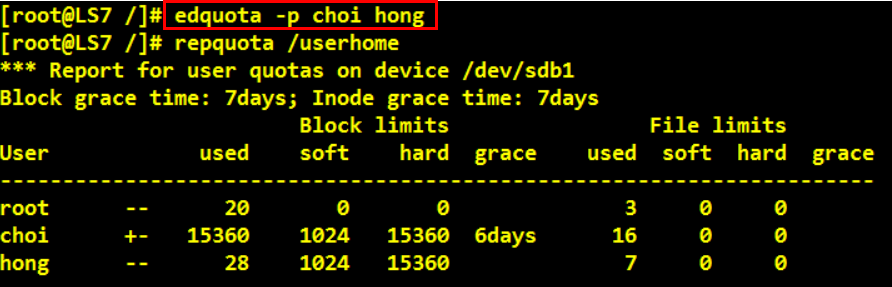 [root@LS7 /]# edquota -p choi hong
[root@LS7 /]# repquota /userhome
*** Report for user quotas on device /dev/sdb1
Block grace time: 7days; Inode grace time: 7days
                        Block limits                File limits
User            used    soft    hard  grace    used  soft  hard  grace
----------------------------------------------------------------------
root      --      20       0       0              3     0     0
choi      +-   15360    1024   15360  6days      16     0     0
hong      --      28    1024   15360              7     0     0